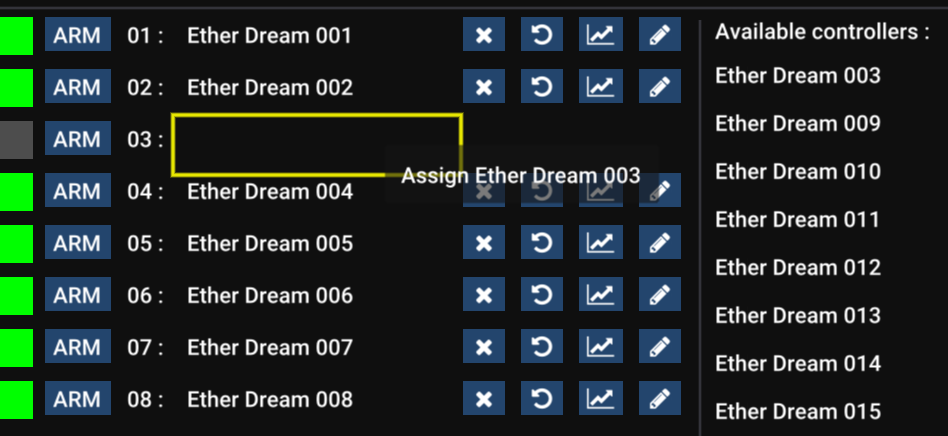 ARM 01 : Ether Dream 001
ARM 02 : Ether Dream 002
ARM 03 :
Assign Ether Dream 003
ARM 04 : Ether Dream 004
ARM 05 : Ether Dream 005
ARM 06 : Ether Dream 006
ARM 07 : Ether Dream 007
ARM 08 : Ether Dream 008
Available controllers :
Ether Dream 003
Ether Dream 009
Ether Dream 010
Ether Dream 011
Ether Dream 012
Ether Dream 013
Ether Dream 014
Ether Dream 015